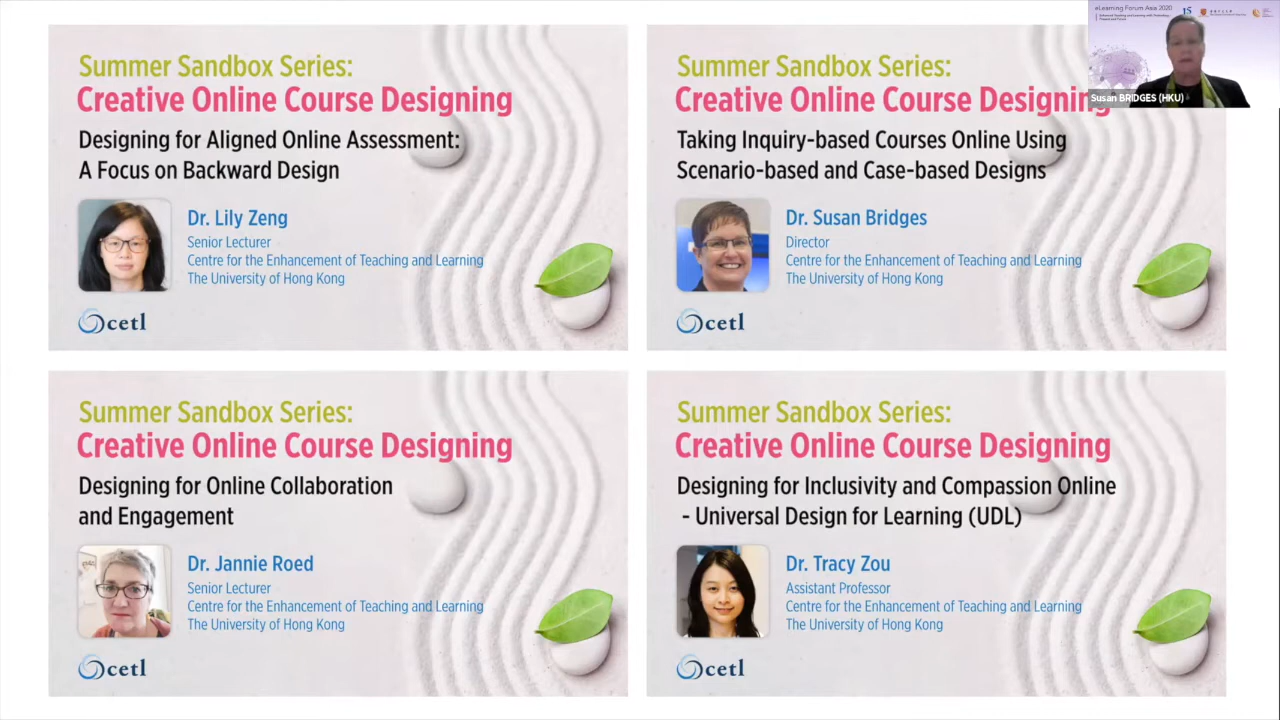 Summer Sandbox Series:
Creative Online Course Designing
Designing for Aligned Online Assessment:
A Focus on Backward Design
Dr. Lily Zeng
Senior Lecturer
Centre for the Enhancement of Teaching and Learning
The University of Hong Kong
cetl
Summer Sandbox Series:
Creative Online Course Designing
Taking Inquiry-based Courses Online Using
Scenario-based and Case-based Designs
Dr. Susan Bridges
Director
Centre for the Enhancement of Teaching and Learning
The University of Hong Kong
cetl
eLearning Forum Asia 2020
15
Susan BRIDGES (HKU)
Summer Sandbox Series:
Creative Online Course Designing
Designing for Online Collaboration
and Engagement
Dr. Jannie Roed
Senior Lecturer
Centre for the Enhancement of Teaching and Learning
The University of Hong Kong
cetl
Summer Sandbox Series:
Creative Online Course Designing
Designing for Inclusivity and Compassion Online
- Universal Design for Learning (UDL)
Dr. Tracy Zou
Assistant Professor
Centre for the Enhancement of Teaching and Learning
The University of Hong Kong
cetl